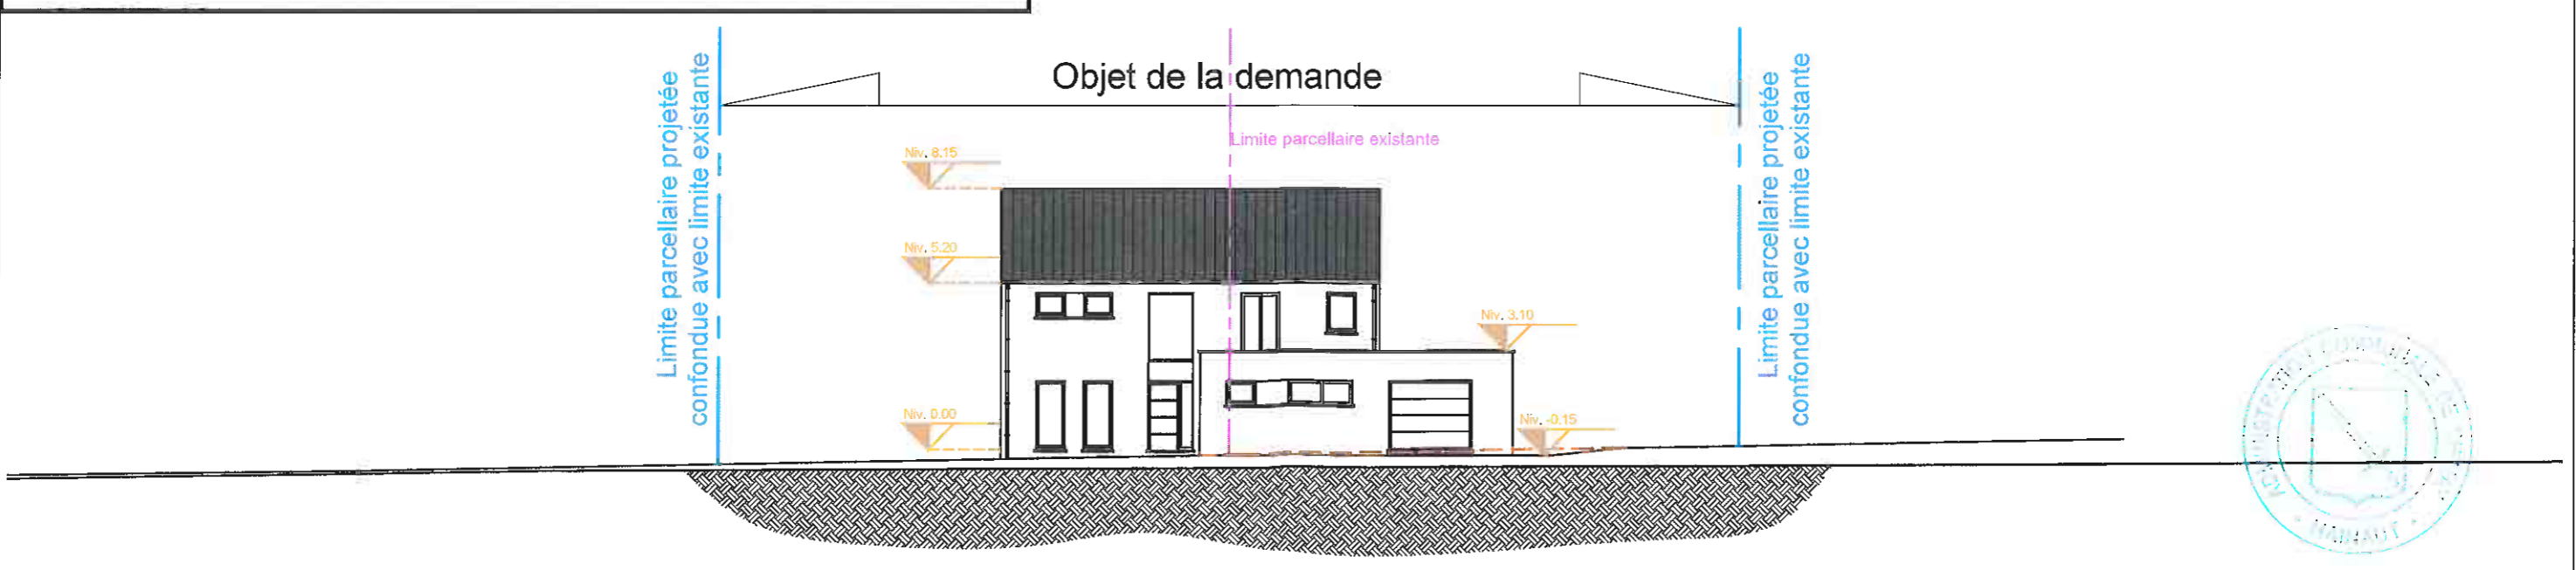 Objet de la demande
Limite parcellaire projetée
confondue avec limite existante
Limite parcellaire existante
Limite parcellaire projetée
confondue avec limite existante
Niv. 8.15
Niv. 5.20
Niv. 3.10
Niv. 0.00
Niv. -0.15
HAINAUT